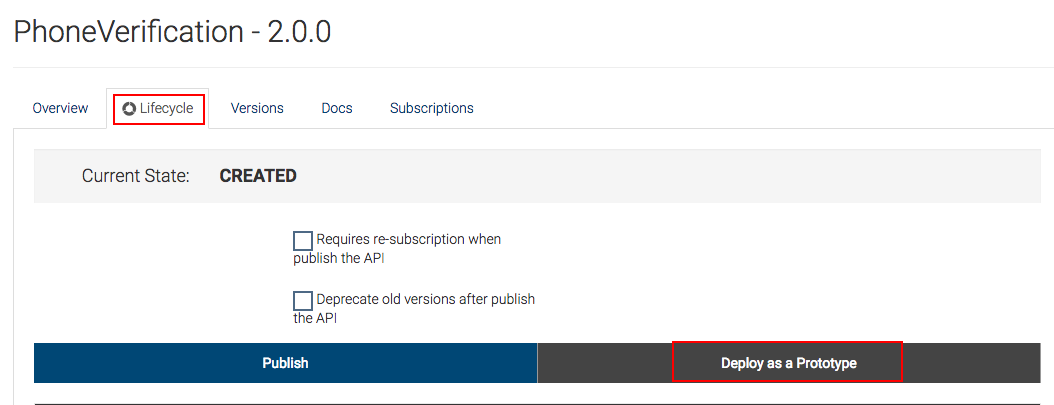 PhoneVerification - 2.0.0
Overview Lifecycle Versions Docs Subscriptions
Current State: CREATED
Requires re-subscription when
publish the API
Deprecate old versions after publish
the API
Publish Deploy as a Prototype